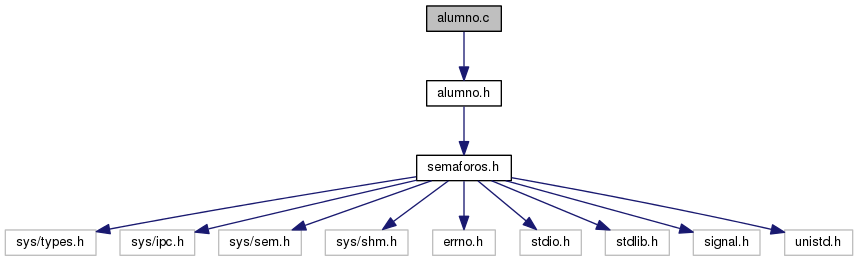 alumno.c
alumno.h
semaforos.h
sys/types.h
sys/ipc.h
sys/sem.h
sys/shm.h
errno.h
stdio.h
stdlib.h
signal.h
unistd.h